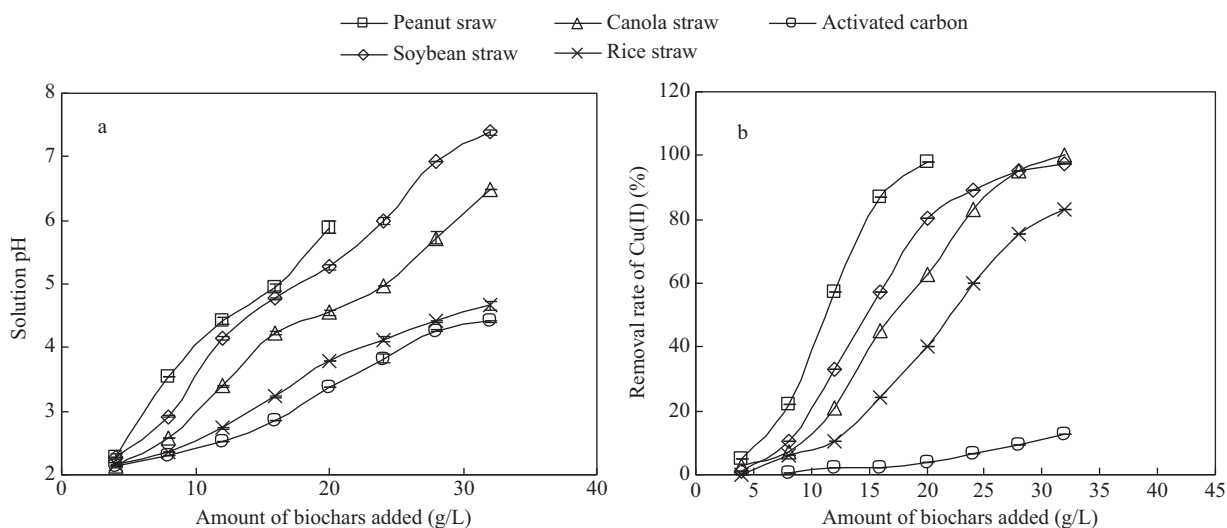 Peanut sraw Canola straw Activated carbon
Soybean straw Rice straw
8
7
6
5
4
3
2
0 10 20 30 40
Solution pH
a
Amount of biochars added (g/L)
120
100
80
60
40
20
0
0 5 10 15 20 25 30 35 40 45
Removal rate of Cu(II) (%)
b
Amount of biochars added (g/L)